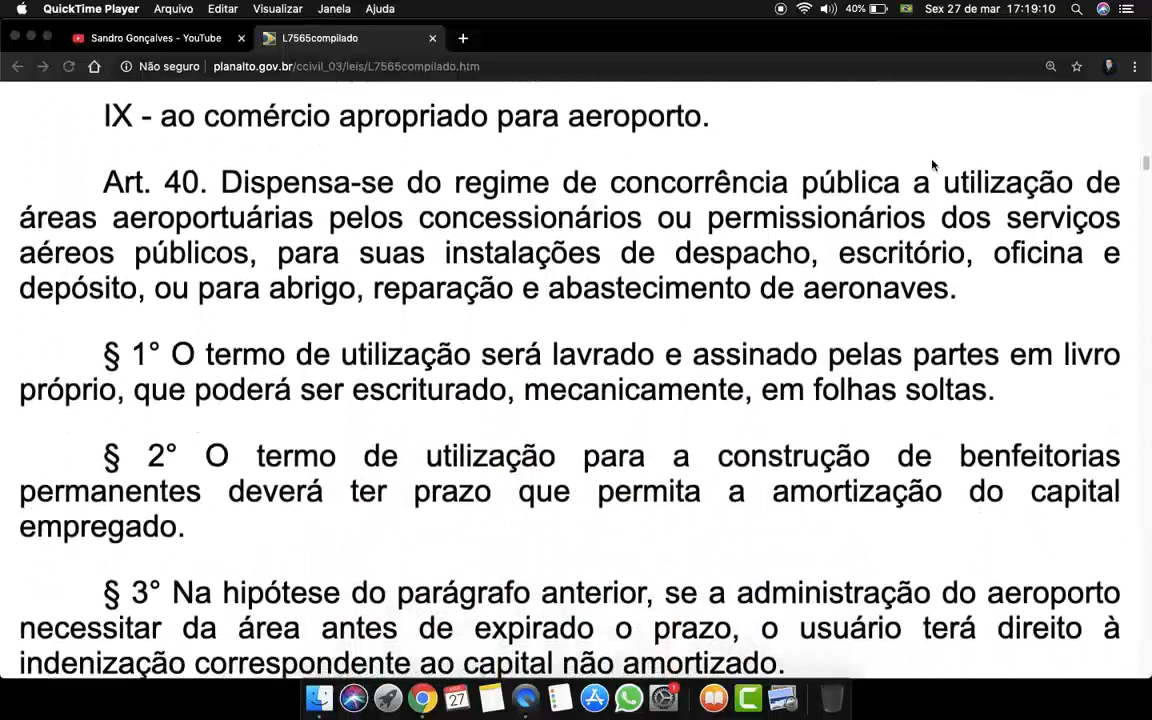 QuickTime Player Arquivo Editar Visualizar Janela Ajuda 40% Sex 27 de mar 17:19:10
Sandro Gonçalves - YouTube L7565compilado
Não seguro planalto.gov.br/ccivil_03/leis/L7565compilado.htm
IX - ao comércio apropriado para aeroporto.
Art. 40. Dispensa-se do regime de concorrência pública a utilização de
áreas aeroportuárias pelos concessionários ou permissionários dos serviços
aéreos públicos, para suas instalações de despacho, escritório, oficina e
depósito, ou para abrigo, reparação e abastecimento de aeronaves.
§ 1° O termo de utilização será lavrado e assinado pelas partes em livro
próprio, que poderá ser escriturado, mecanicamente, em folhas soltas.
§ 2° O termo de utilização para a construção de benfeitorias
permanentes deverá ter prazo que permita a amortização do capital
empregado.
§ 3° Na hipótese do parágrafo anterior, se a administração do aeroporto
necessitar da área antes de expirado o prazo, o usuário terá direito à
indenização correspondente ao capital não amortizado.
27
1